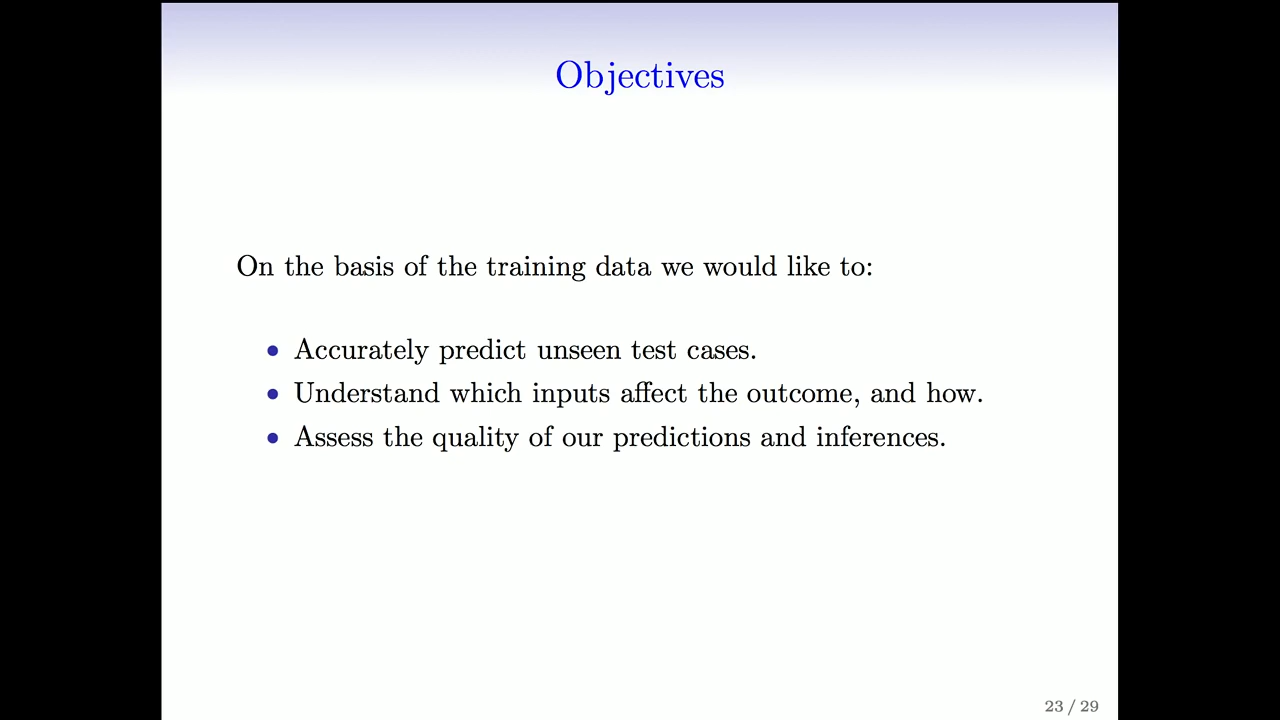 Objectives
On the basis of the training data we would like to:
• Accurately predict unseen test cases.
• Understand which inputs affect the outcome, and how.
• Assess the quality of our predictions and inferences.
23 / 29